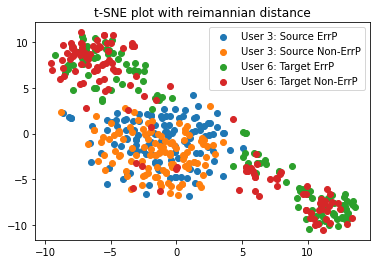 t-SNE plot with reimannian distance
User 3: Source ErrP
User 3: Source Non-ErrP
User 6: Target ErrP
User 6: Target Non-ErrP
10
5
0
−5
−10
−10 −5 0 5 10